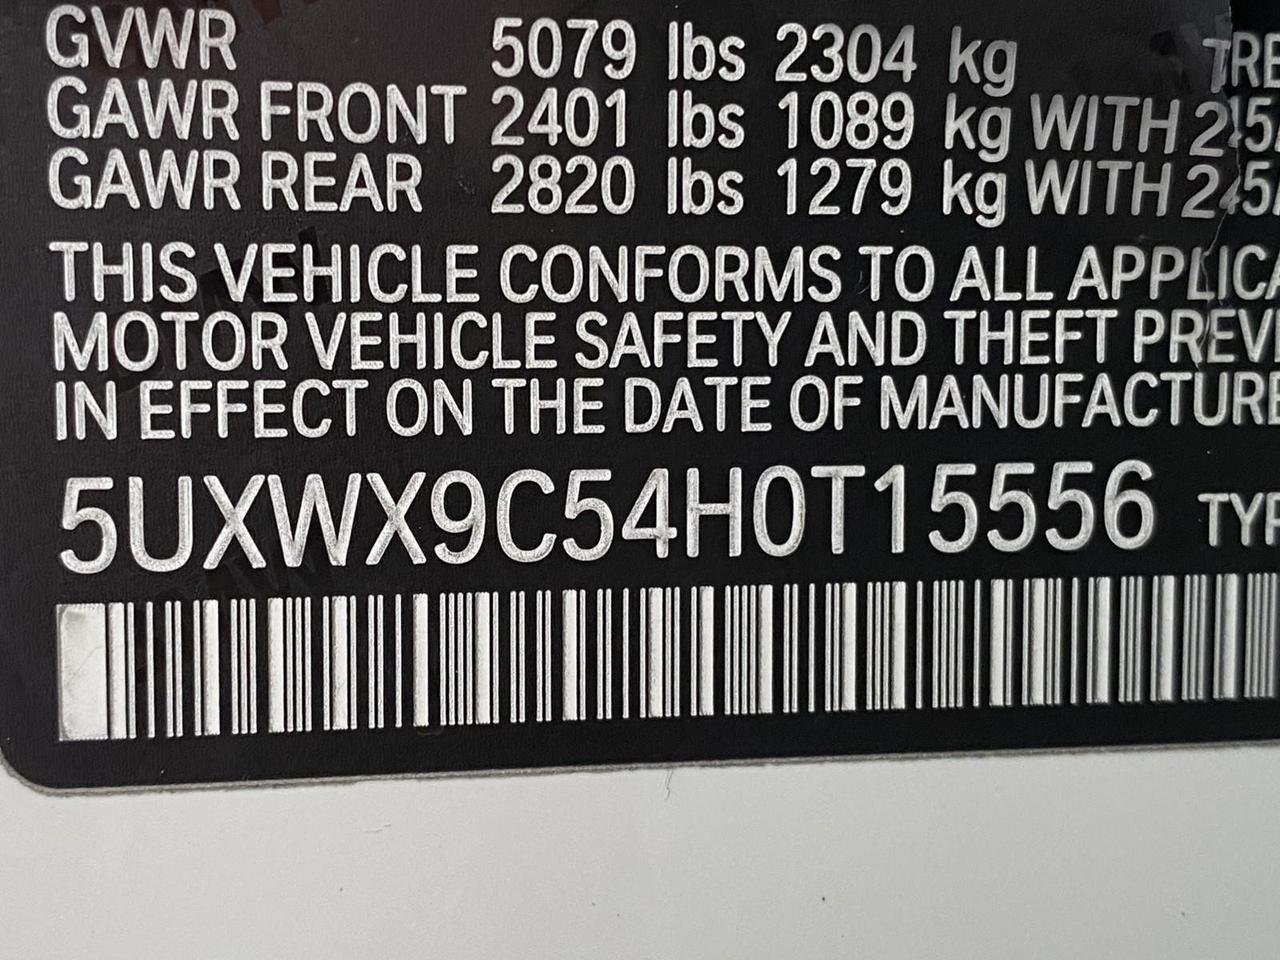 GVWR 5079 lbs 2304 kg
GAWR FRONT 2401 lbs 1089 kg WITH
GAWR REAR 2820 lbs 1279 kg WITH
THIS VEHICLE CONFORMS TO ALL
MOTOR VEHICLE SAFETY AND THEFT
IN EFFECT ON THE DATE OF
5UXWX9C54H0T15556